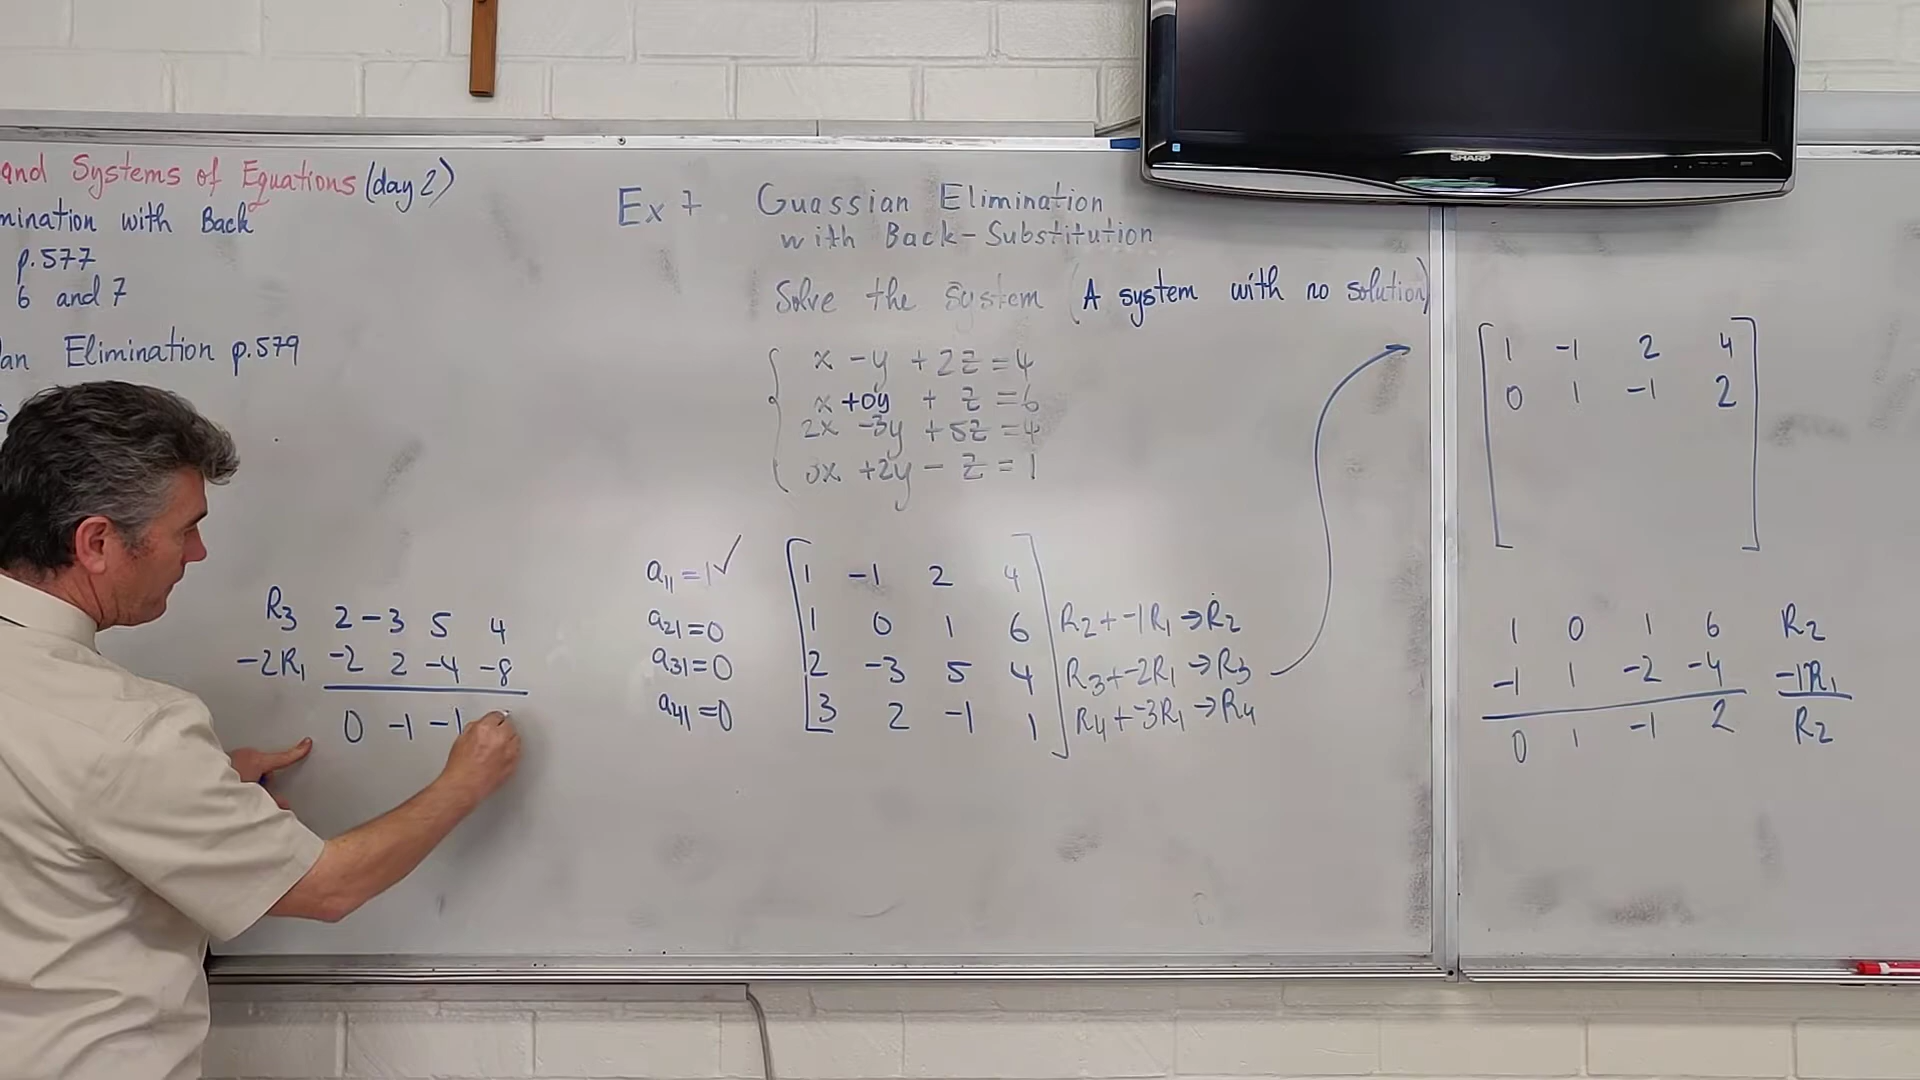 and Systems of Equations (day 2)
mination with Back
p.577
6 and 7
an Elimination p.579
Ex 7 Guassian Elimination
with Back-Substitution
Solve the system (A system with no solution)
x - y + 2z = 4
x + 0y + z = 6
2x - 3y + 5z = 4
3x + 2y - z = 1
a11 = 1 ✓
a21 = 0
a31 = 0
a41 = 0
1 -1 2 4
1 0 1 6 R2 + -1R1 → R2
2 -3 5 4 R3 + -2R1 → R3
3 2 -1 1 R4 + -3R1 → R4
R3 2 -3 5 4
-2R1 -2 2 -4 -8
0 -1 -1
SHARP
1 -1 2 4
0 1 -1 2
1 0 1 6 R2
-1 1 -2 -4 -1R1
0 1 -1 2 R2